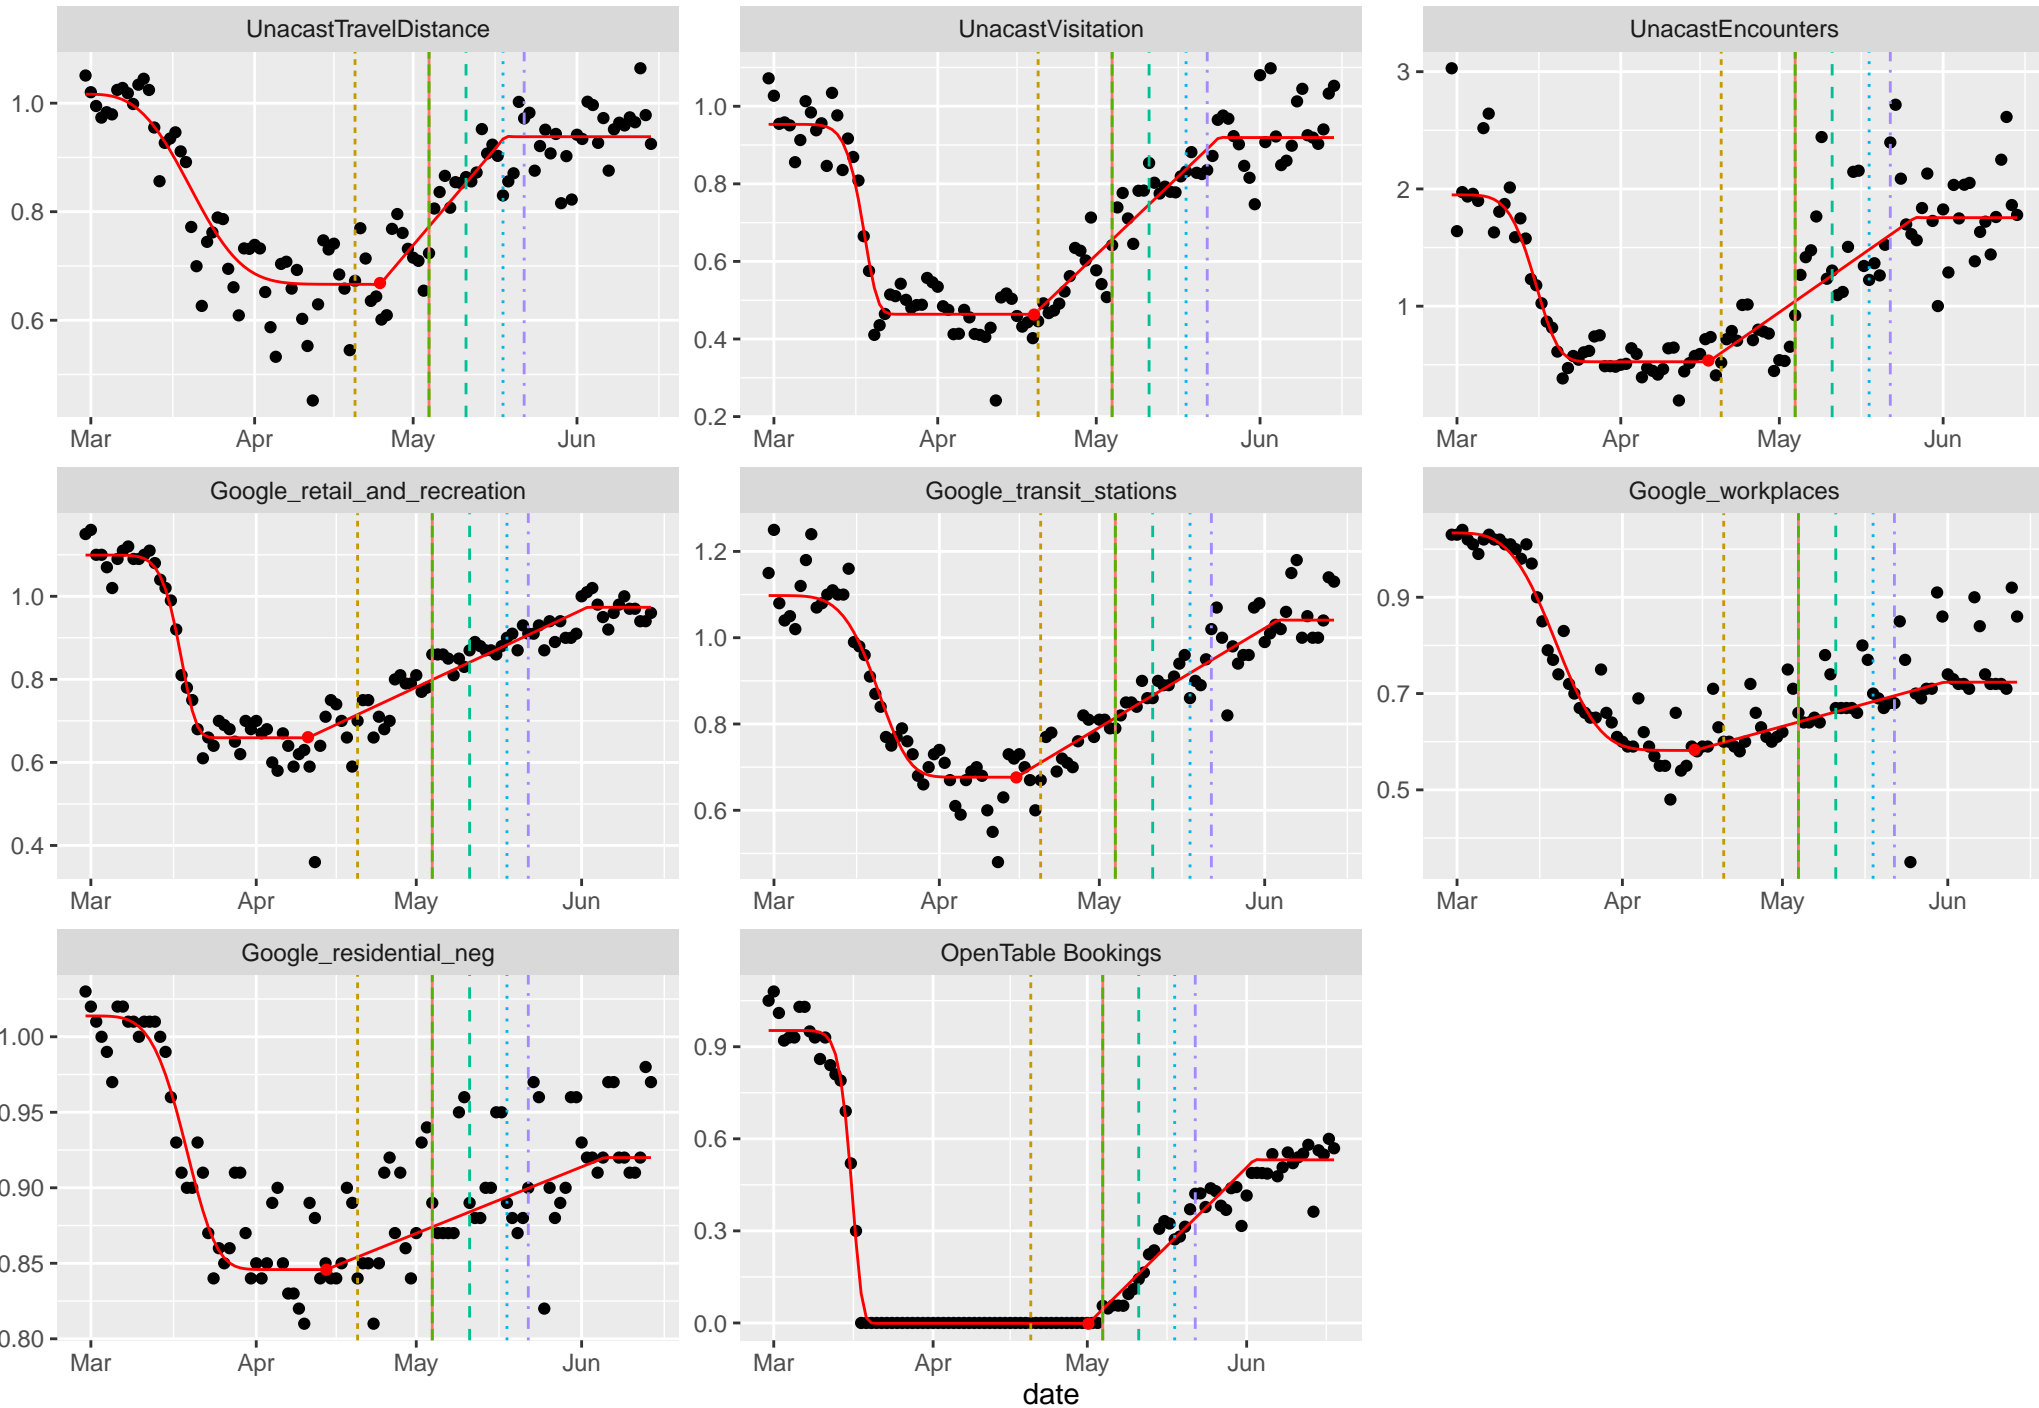 UnacastTravelDistance UnacastVisitation UnacastEncounters
1.0 0.8 0.6
1.0 0.8 0.6 0.4 0.2
3 2 1
Mar Apr May Jun Mar Apr May Jun Mar Apr May Jun
Google_retail_and_recreation Google_transit_stations Google_workplaces
1.0 0.8 0.6 0.4
1.2 1.0 0.8 0.6
0.9 0.7 0.5
Mar Apr May Jun Mar Apr May Jun Mar Apr May Jun
Google_residential_neg OpenTable Bookings
1.00 0.95 0.90 0.85 0.80
0.9 0.6 0.3 0.0
Mar Apr May Jun Mar Apr May Jun
date